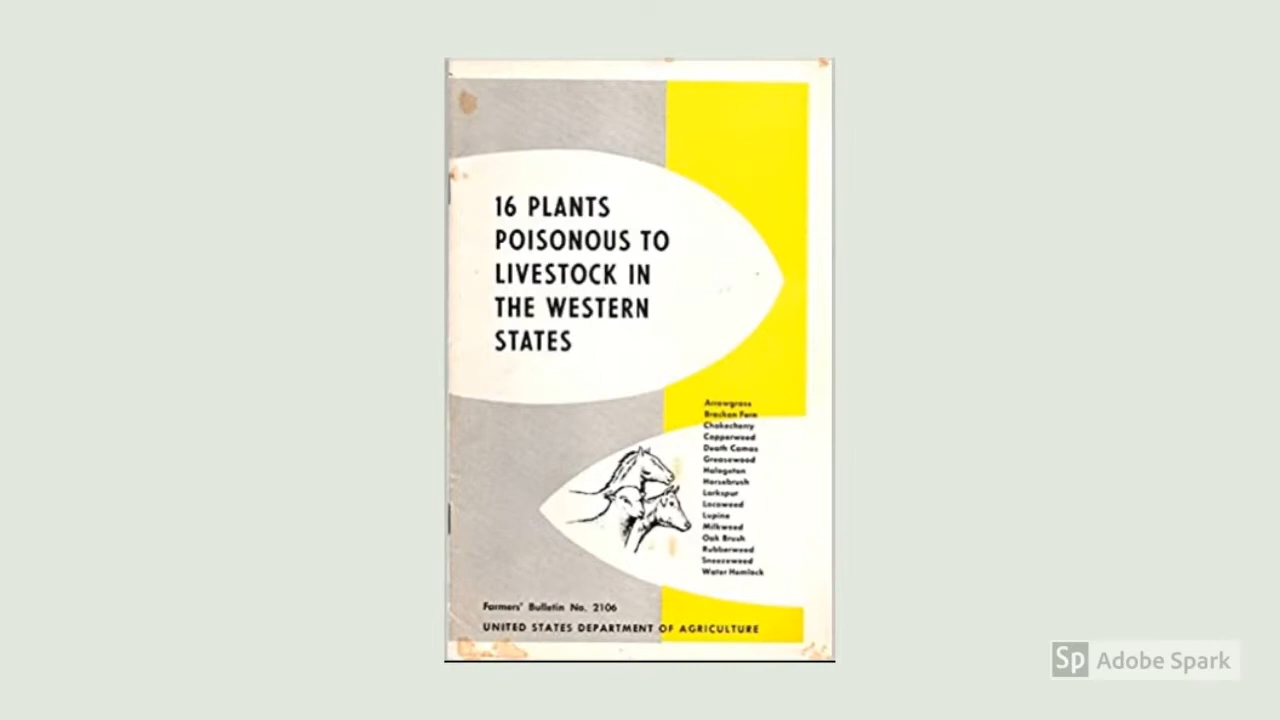 16 PLANTS
POISONOUS TO
LIVESTOCK IN
THE WESTERN
STATES
Arrowgrass
Bracken Fern
Chokecherry
Copperweed
Death Camas
Greasewood
Halogeton
Horsebrush
Larkspur
Locoweed
Lupine
Milkweed
Oak Brush
Rubberweed
Sneezeweed
Water Hemlock
Farmers' Bulletin No. 2106
UNITED STATES DEPARTMENT OF AGRICULTURE
Sp Adobe Spark